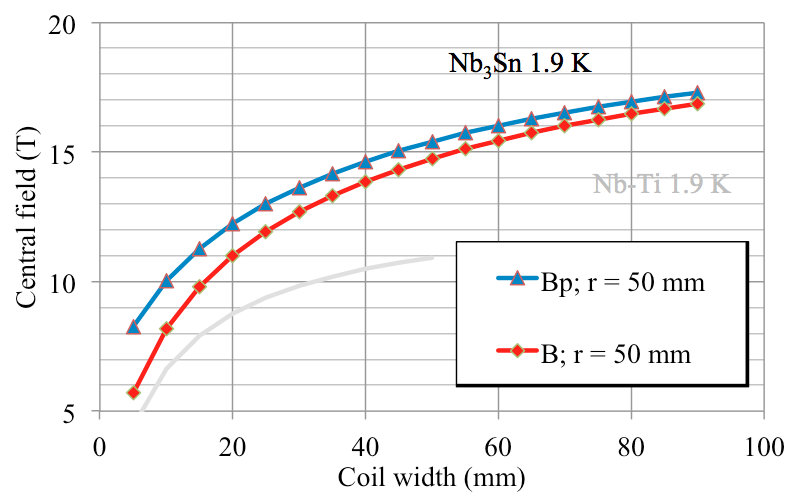 Central field (T)
20
15
10
5
Nb₃Sn 1.9 K
Nb-Ti 1.9 K
Bp; r = 50 mm
B; r = 50 mm
0 20 40 60 80 100
Coil width (mm)